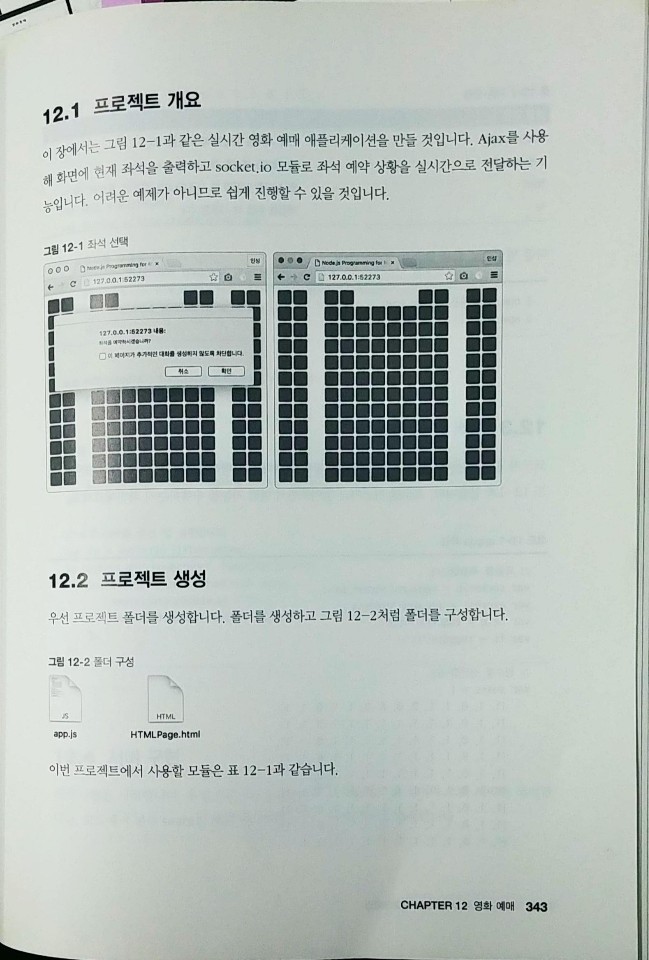 12.1 프로젝트 개요
이 장에서는 그림 12-1과 같은 실시간 영화 예매 애플리케이션을 만들 것입니다. Ajax를 사용
해 화면에 현재 좌석을 출력하고 socket.io 모듈로 좌석 예약 상황을 실시간으로 전달하는 기
능입니다. 어려운 예제가 아니므로 쉽게 진행할 수 있을 것입니다.
그림 12-1 좌석 선택
Node.js Programming for
127.0.0.1:52273
127.0.0.1:52273 내용:
좌석을 예약하시겠습니까?
이 페이지가 추가적인 대화를 생성하지 않도록 차단합니다.
취소 확인
Node.js Programming for
127.0.0.1:52273
12.2 프로젝트 생성
우선 프로젝트 폴더를 생성합니다. 폴더를 생성하고 그림 12-2처럼 폴더를 구성합니다.
그림 12-2 폴더 구성
JS HTML
app.js HTMLPage.html
이번 프로젝트에서 사용할 모듈은 표 12-1과 같습니다.
CHAPTER 12 영화 예매 343